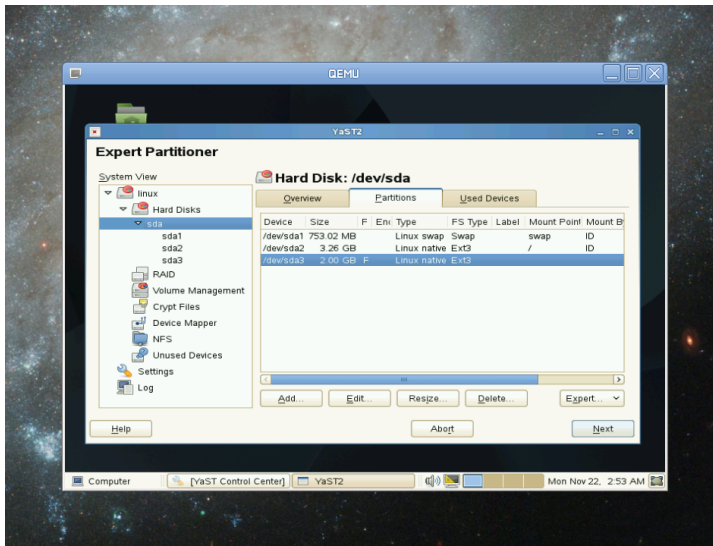 QEMU
YaST2
Expert Partitioner
System View
linux
Hard Disks
sda
sda1
sda2
sda3
RAID
Volume Management
Crypt Files
Device Mapper
NFS
Unused Devices
Settings
Log
Hard Disk: /dev/sda
Overview Partitions Used Devices
Device Size F Enc Type FS Type Label Mount Point Mount B
/dev/sda1 753.02 MB Linux swap Swap swap ID
/dev/sda2 3.26 GB Linux native Ext3 / ID
/dev/sda3 2.00 GB F Linux native Ext3
Add... Edit... Resize... Delete... Expert...
Help Abort Next
Computer [YaST Control Center] YaST2 Mon Nov 22, 2:53 AM